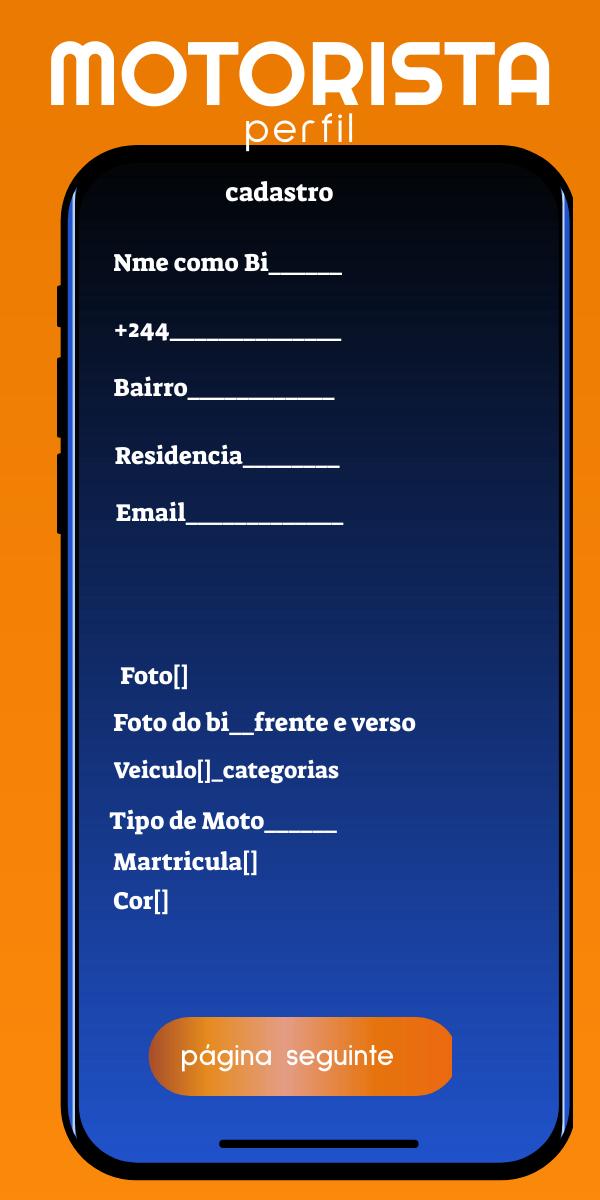 MOTORISTA
perfil
cadastro
Nme como Bi______
+244______________
Bairro____________
Residencia________
Email_____________
Foto[]
Foto do bi__frente e verso
Veiculo[]_categorias
Tipo de Moto______
Martricula[]
Cor[]
página seguinte